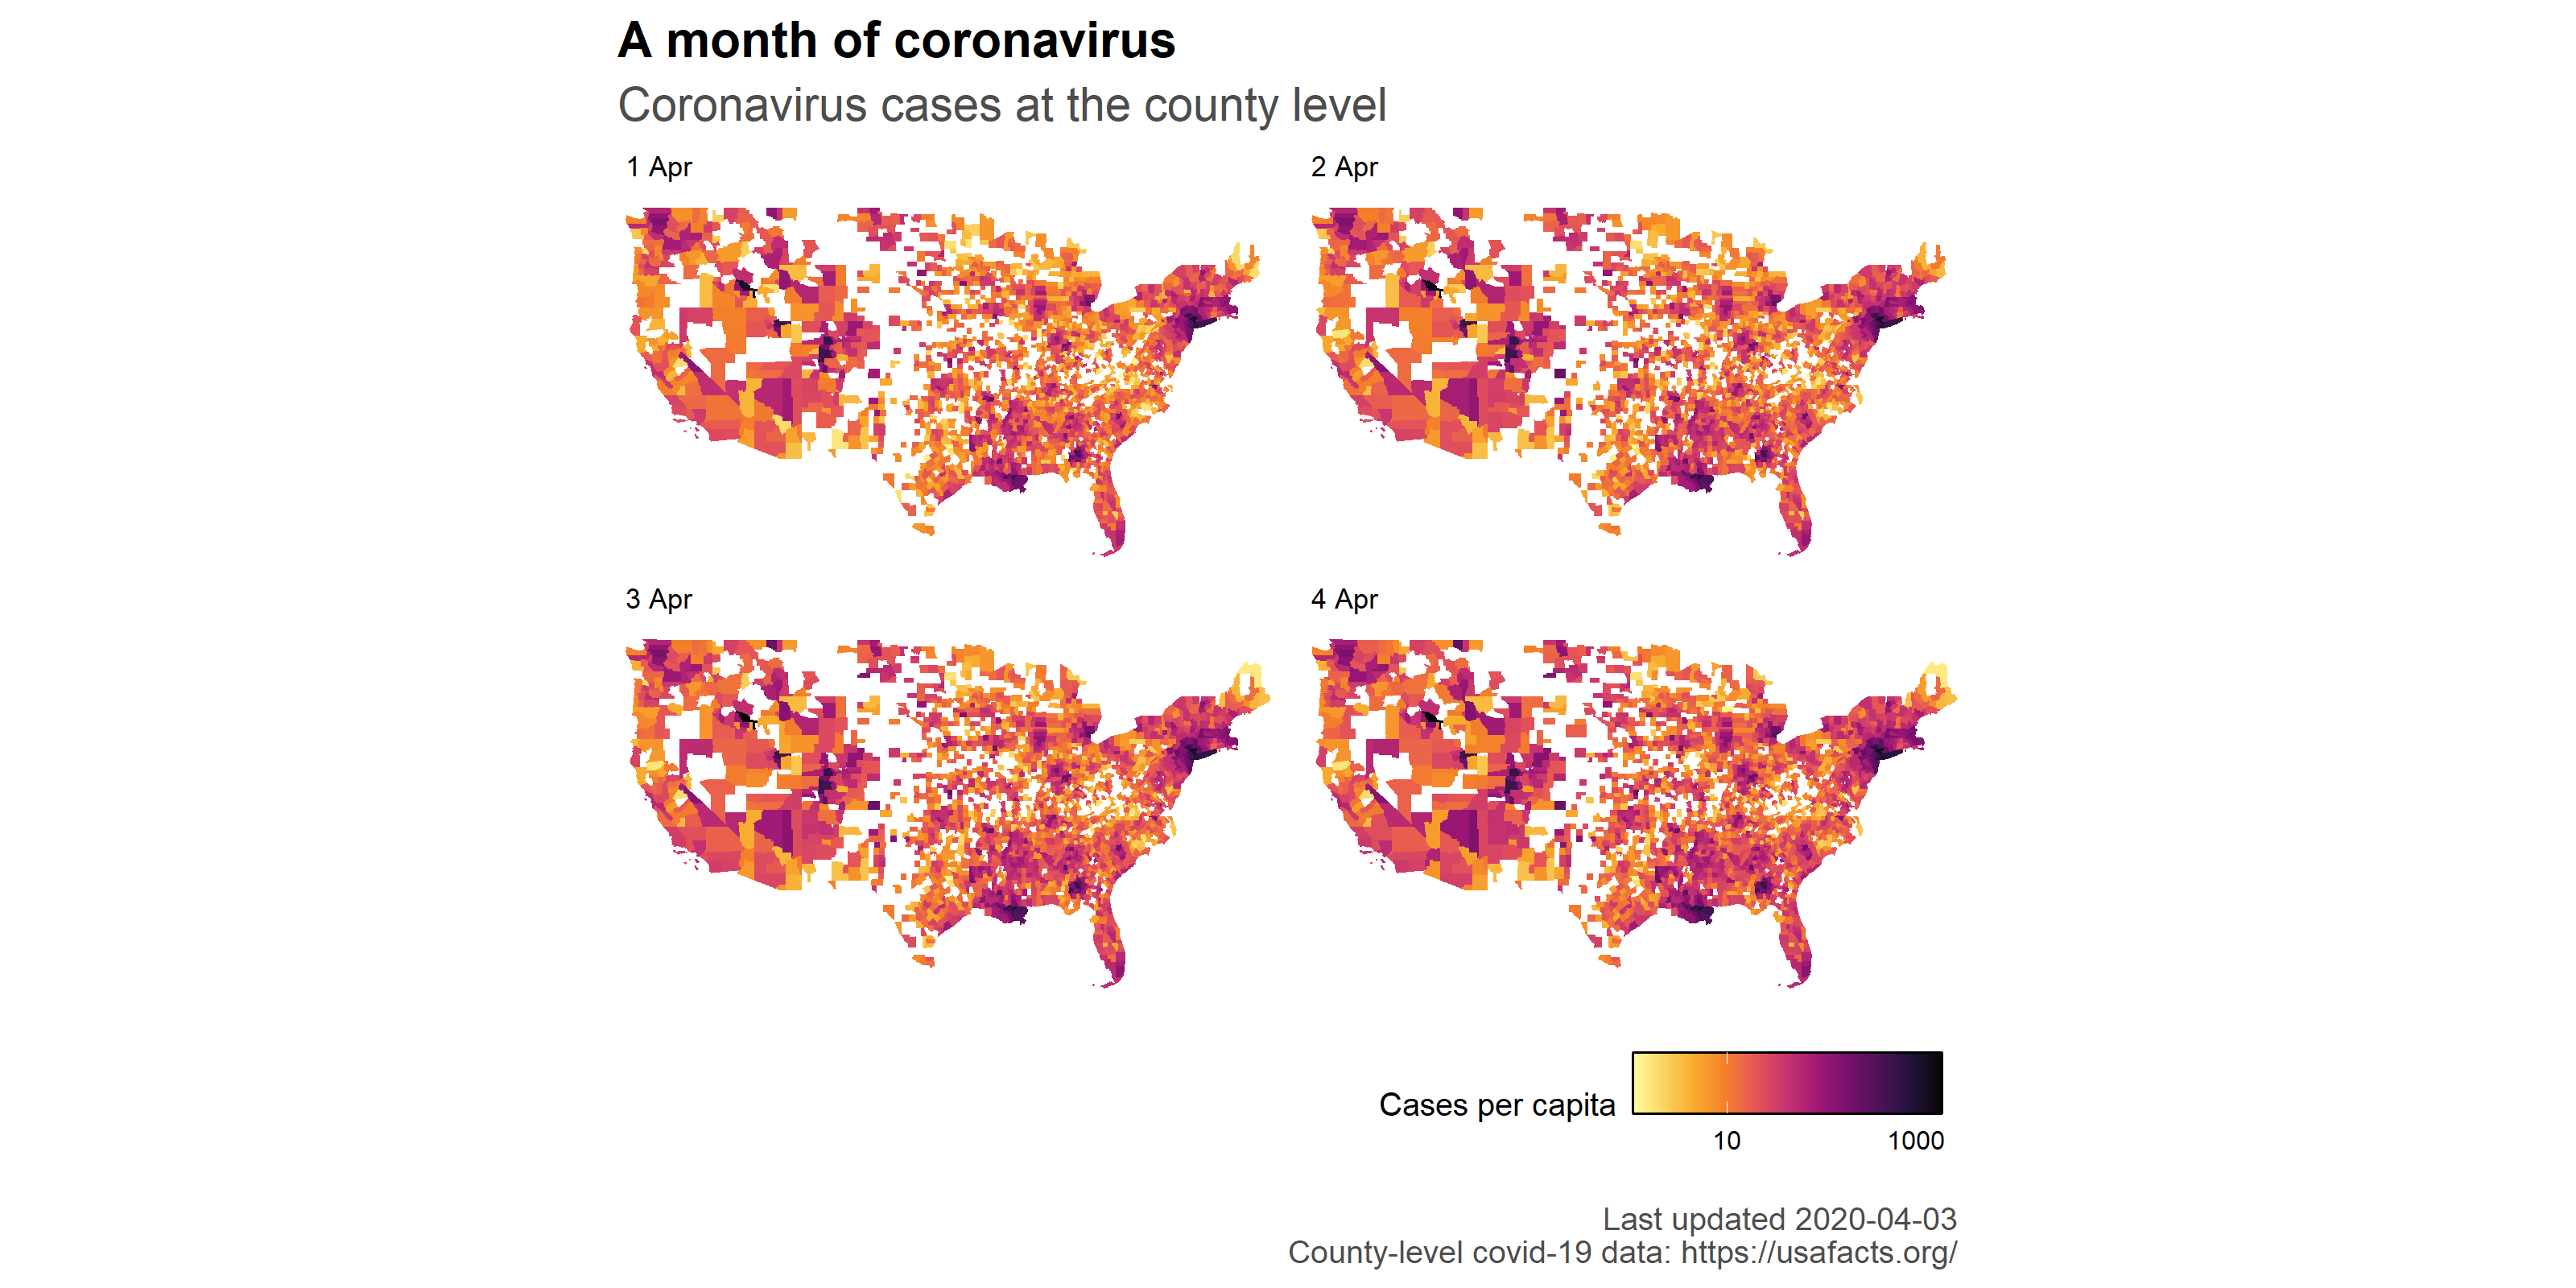 A month of coronavirus
Coronavirus cases at the county level
1 Apr
2 Apr
3 Apr
4 Apr
Cases per capita
10
1000
Last updated 2020-04-03
County-level covid-19 data: https://usafacts.org/